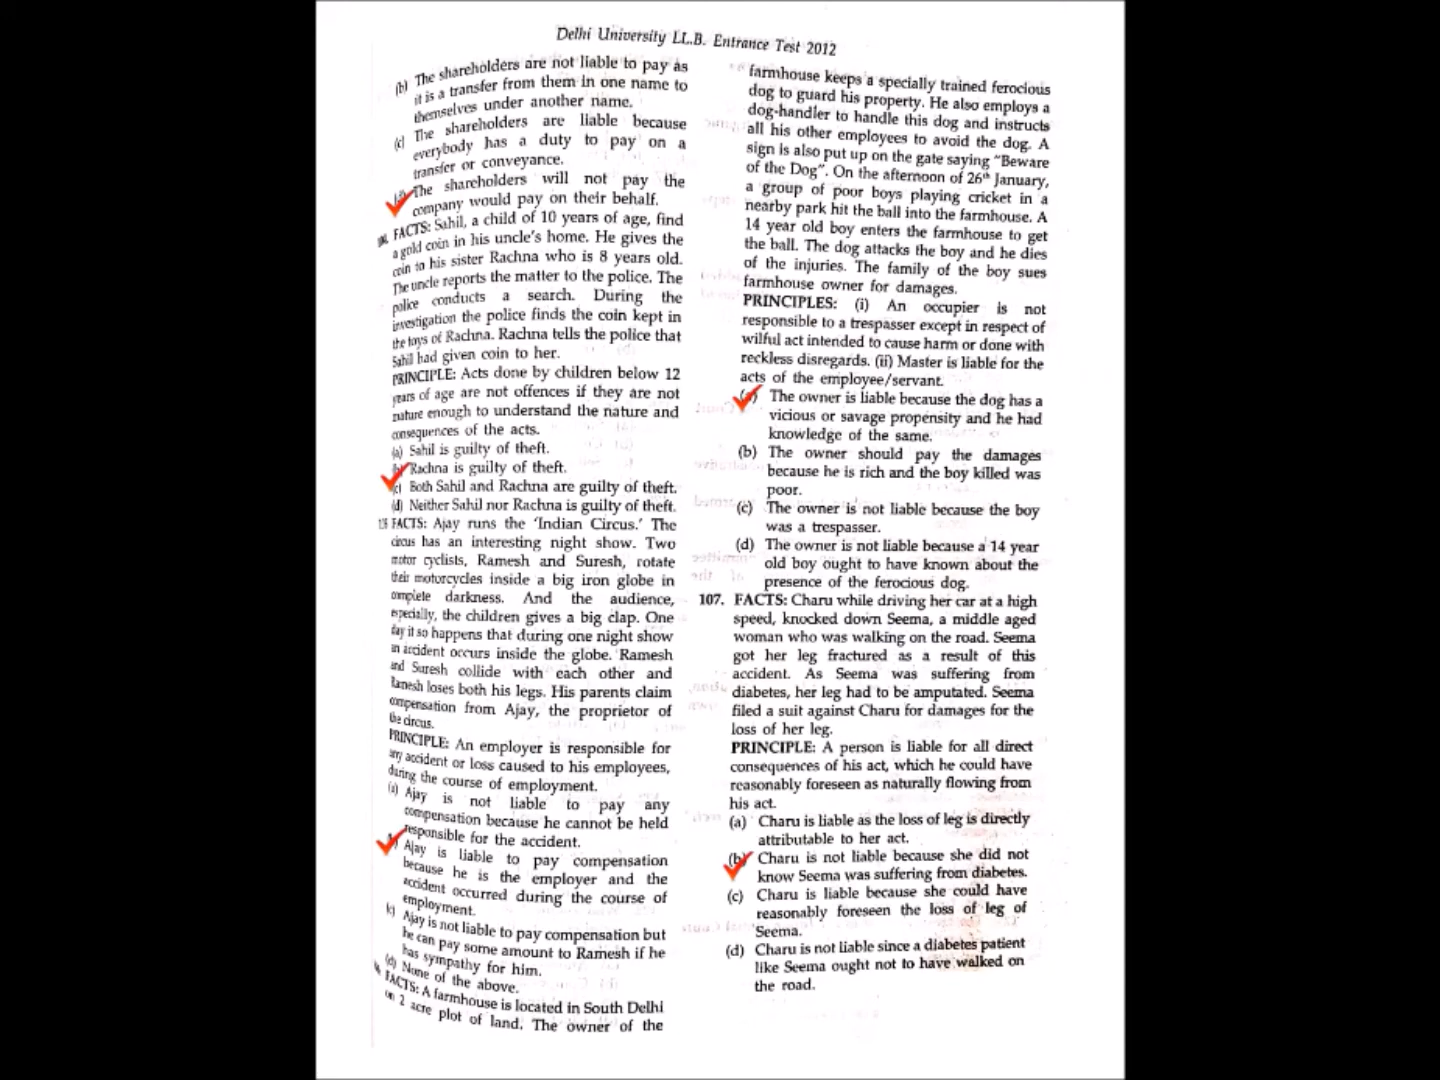 Delhi University LL.B. Entrance Test 2012
(b) The shareholders are not liable to pay as
it is a transfer from them in one name to
themselves under another name.
(c) The shareholders are liable because
everybody has a duty to pay on a
transfer or conveyance.
The shareholders will not pay the
company would pay on their behalf.
FACTS: Sahil, a child of 10 years of age, find
a gold coin in his uncle's home. He gives the
coin to his sister Rachna who is 8 years old.
The uncle reports the matter to the police. The
police conducts a search. During the
investigation the police finds the coin kept in
the toys of Rachna. Rachna tells the police that
Sahil had given coin to her.
PRINCIPLE: Acts done by children below 12
years of age are not offences if they are not
mature enough to understand the nature and
consequences of the acts.
(a) Sahil is guilty of theft.
Rachna is guilty of theft.
(c) Both Sahil and Rachna are guilty of theft.
(d) Neither Sahil nor Rachna is guilty of theft.
FACTS: Ajay runs the 'Indian Circus.' The
circus has an interesting night show. Two
motor cyclists, Ramesh and Suresh, rotate
their motorcycles inside a big iron globe in
complete darkness. And the audience,
especially, the children gives a big clap. One
day it so happens that during one night show
an accident occurs inside the globe. Ramesh
and Suresh collide with each other and
Ramesh loses both his legs. His parents claim
compensation from Ajay, the proprietor of
the circus.
PRINCIPLE: An employer is responsible for
any accident or loss caused to his employees,
during the course of employment.
(a) Ajay is not liable to pay any
compensation because he cannot be held
responsible for the accident.
Ajay is liable to pay compensation
because he is the employer and the
accident occurred during the course of
employment.
(c) Ajay is not liable to pay compensation but
he can pay some amount to Ramesh if he
has sympathy for him.
(d) None of the above.
FACTS: A farmhouse is located in South Delhi
on 2 acre plot of land. The owner of the
farmhouse keeps a specially trained ferocious
dog to guard his property. He also employs a
dog-handler to handle this dog and instructs
all his other employees to avoid the dog. A
sign is also put up on the gate saying "Beware
of the Dog". On the afternoon of 26th January,
a group of poor boys playing cricket in a
nearby park hit the ball into the farmhouse. A
14 year old boy enters the farmhouse to get
the ball. The dog attacks the boy and he dies
of the injuries. The family of the boy sues
farmhouse owner for damages.
PRINCIPLES: (i) An occupier is not
responsible to a trespasser except in respect of
wilful act intended to cause harm or done with
reckless disregards. (ii) Master is liable for the
acts of the employee/servant.
(a) The owner is liable because the dog has a
vicious or savage propensity and he had
knowledge of the same.
(b) The owner should pay the damages
because he is rich and the boy killed was
poor.
(c) The owner is not liable because the boy
was a trespasser.
(d) The owner is not liable because a 14 year
old boy ought to have known about the
presence of the ferocious dog.
107. FACTS: Charu while driving her car at a high
speed, knocked down Seema, a middle aged
woman who was walking on the road. Seema
got her leg fractured as a result of this
accident. As Seema was suffering from
diabetes, her leg had to be amputated. Seema
filed a suit against Charu for damages for the
loss of her leg.
PRINCIPLE: A person is liable for all direct
consequences of his act, which he could have
reasonably foreseen as naturally flowing from
his act.
(a) Charu is liable as the loss of leg is directly
attributable to her act.
(b) Charu is not liable because she did not
know Seema was suffering from diabetes.
(c) Charu is liable because she could have
reasonably foreseen the loss of leg of
Seema.
(d) Charu is not liable since a diabetes patient
like Seema ought not to have walked on
the road.